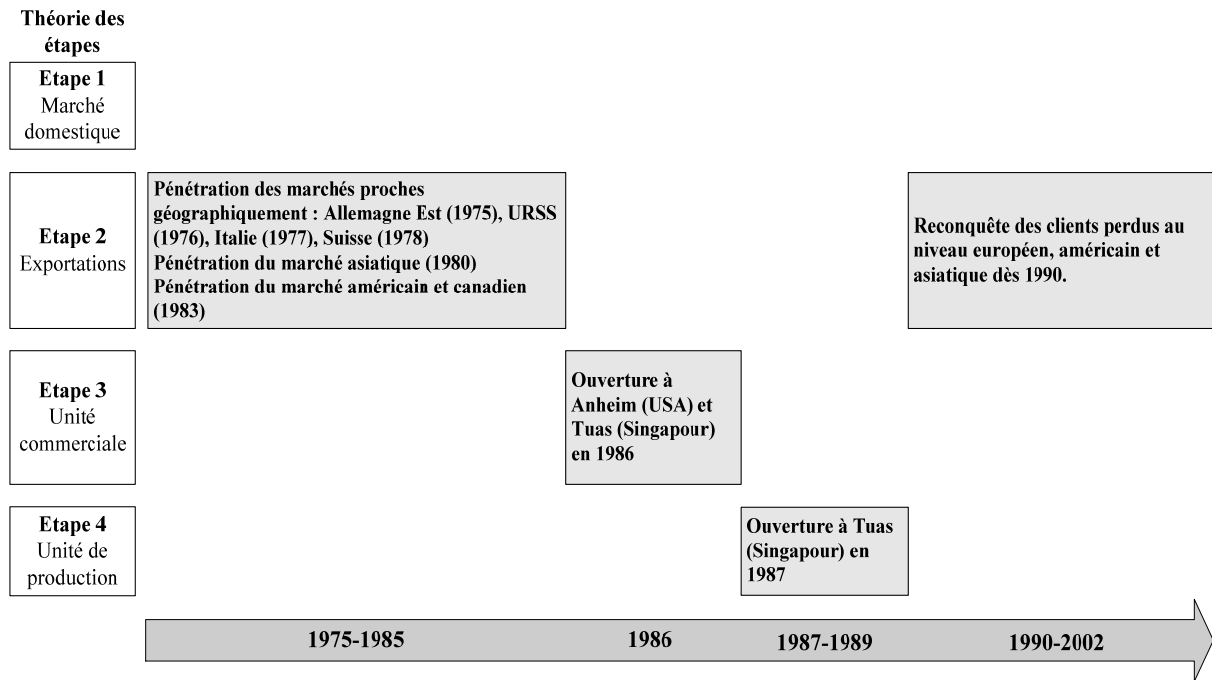 Théorie des
étapes
Etape 1
Marché
domestique
Etape 2
Exportations
Pénétration des marchés proches
géographiquement : Allemagne Est (1975), URSS
(1976), Italie (1977), Suisse (1978)
Pénétration du marché asiatique (1980)
Pénétration du marché américain et canadien
(1983)
Reconquête des clients perdus au
niveau européen, américain et
asiatique dès 1990.
Etape 3
Unité
commerciale
Ouverture à
Anheim (USA) et
Tuas (Singapour)
en 1986
Etape 4
Unité de
production
Ouverture à Tuas
(Singapour) en
1987
1975-1985 1986 1987-1989 1990-2002